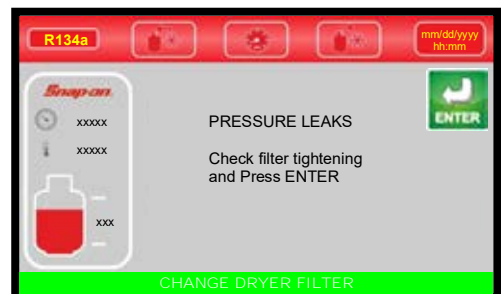 R134a
mm/dd/yyyy
hh:mm
Snap-on
xxxxx
xxxxx
xxx
PRESSURE LEAKS
Check filter tightening
and Press ENTER
ENTER
CHANGE DRYER FILTER